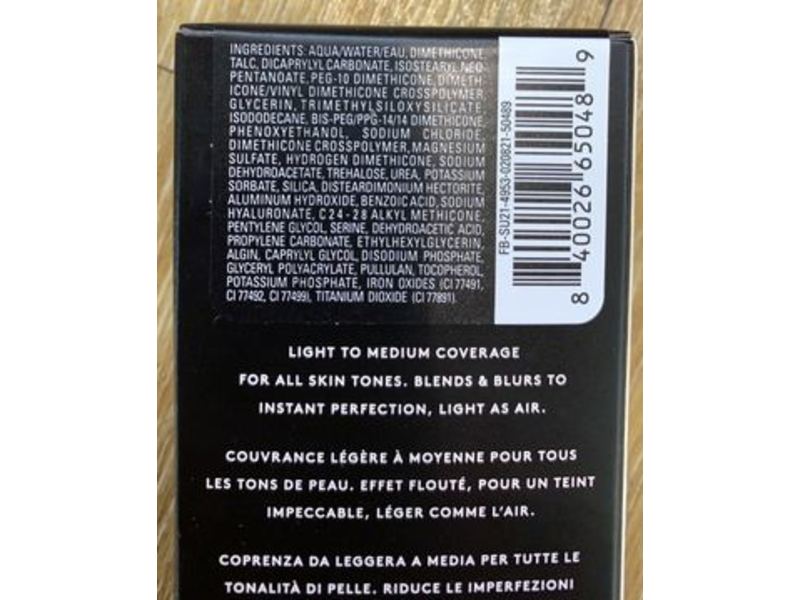 INGREDIENTS: AQUA/WATER/EAU, DIMETHICONE,
TALC, DICAPRYLYL CARBONATE, ISOSTEARYL NEO
PENTANOATE, PEG-10 DIMETHICONE, DIMETH-
ICONE/VINYL DIMETHICONE CROSSPOLYMER,
GLYCERIN, TRIMETHYLSILOXYSILICATE,
ISODODECANE, BIS-PEG/PPG-14/14 DIMETHICONE,
PHENOXYETHANOL, SODIUM CHLORIDE,
DIMETHICONE CROSSPOLYMER, MAGNESIUM
SULFATE, HYDROGEN DIMETHICONE, SODIUM
DEHYDROACETATE, TREHALOSE, UREA, POTASSIUM
SORBATE, SILICA, DISTEARDIMONIUM HECTORITE,
ALUMINUM HYDROXIDE, BENZOIC ACID, SODIUM
HYALURONATE, C24-28 ALKYL METHICONE,
PENTYLENE GLYCOL, SERINE, DEHYDROACETIC ACID,
PROPYLENE CARBONATE, ETHYLHEXYLGLYCERIN,
ALGIN, CAPRYLYL GLYCOL, DISODIUM PHOSPHATE,
GLYCERYL POLYACRYLATE, PULLULAN, TOCOPHEROL,
POTASSIUM PHOSPHATE, IRON OXIDES (CI 77491,
CI 77492, CI 77499), TITANIUM DIOXIDE (CI 77891).
FB-SU21-4953-020821-50489
8 40026 65048 9
LIGHT TO MEDIUM COVERAGE
FOR ALL SKIN TONES. BLENDS & BLURS TO
INSTANT PERFECTION, LIGHT AS AIR.
COUVRANCE LÉGÈRE À MOYENNE POUR TOUS
LES TONS DE PEAU. EFFET FLOUTÉ, POUR UN TEINT
IMPECCABLE, LÉGER COMME L'AIR.
COPRENZA DA LEGGERA A MEDIA PER TUTTE LE
TONALITÀ DI PELLE. RIDUCE LE IMPERFEZIONI